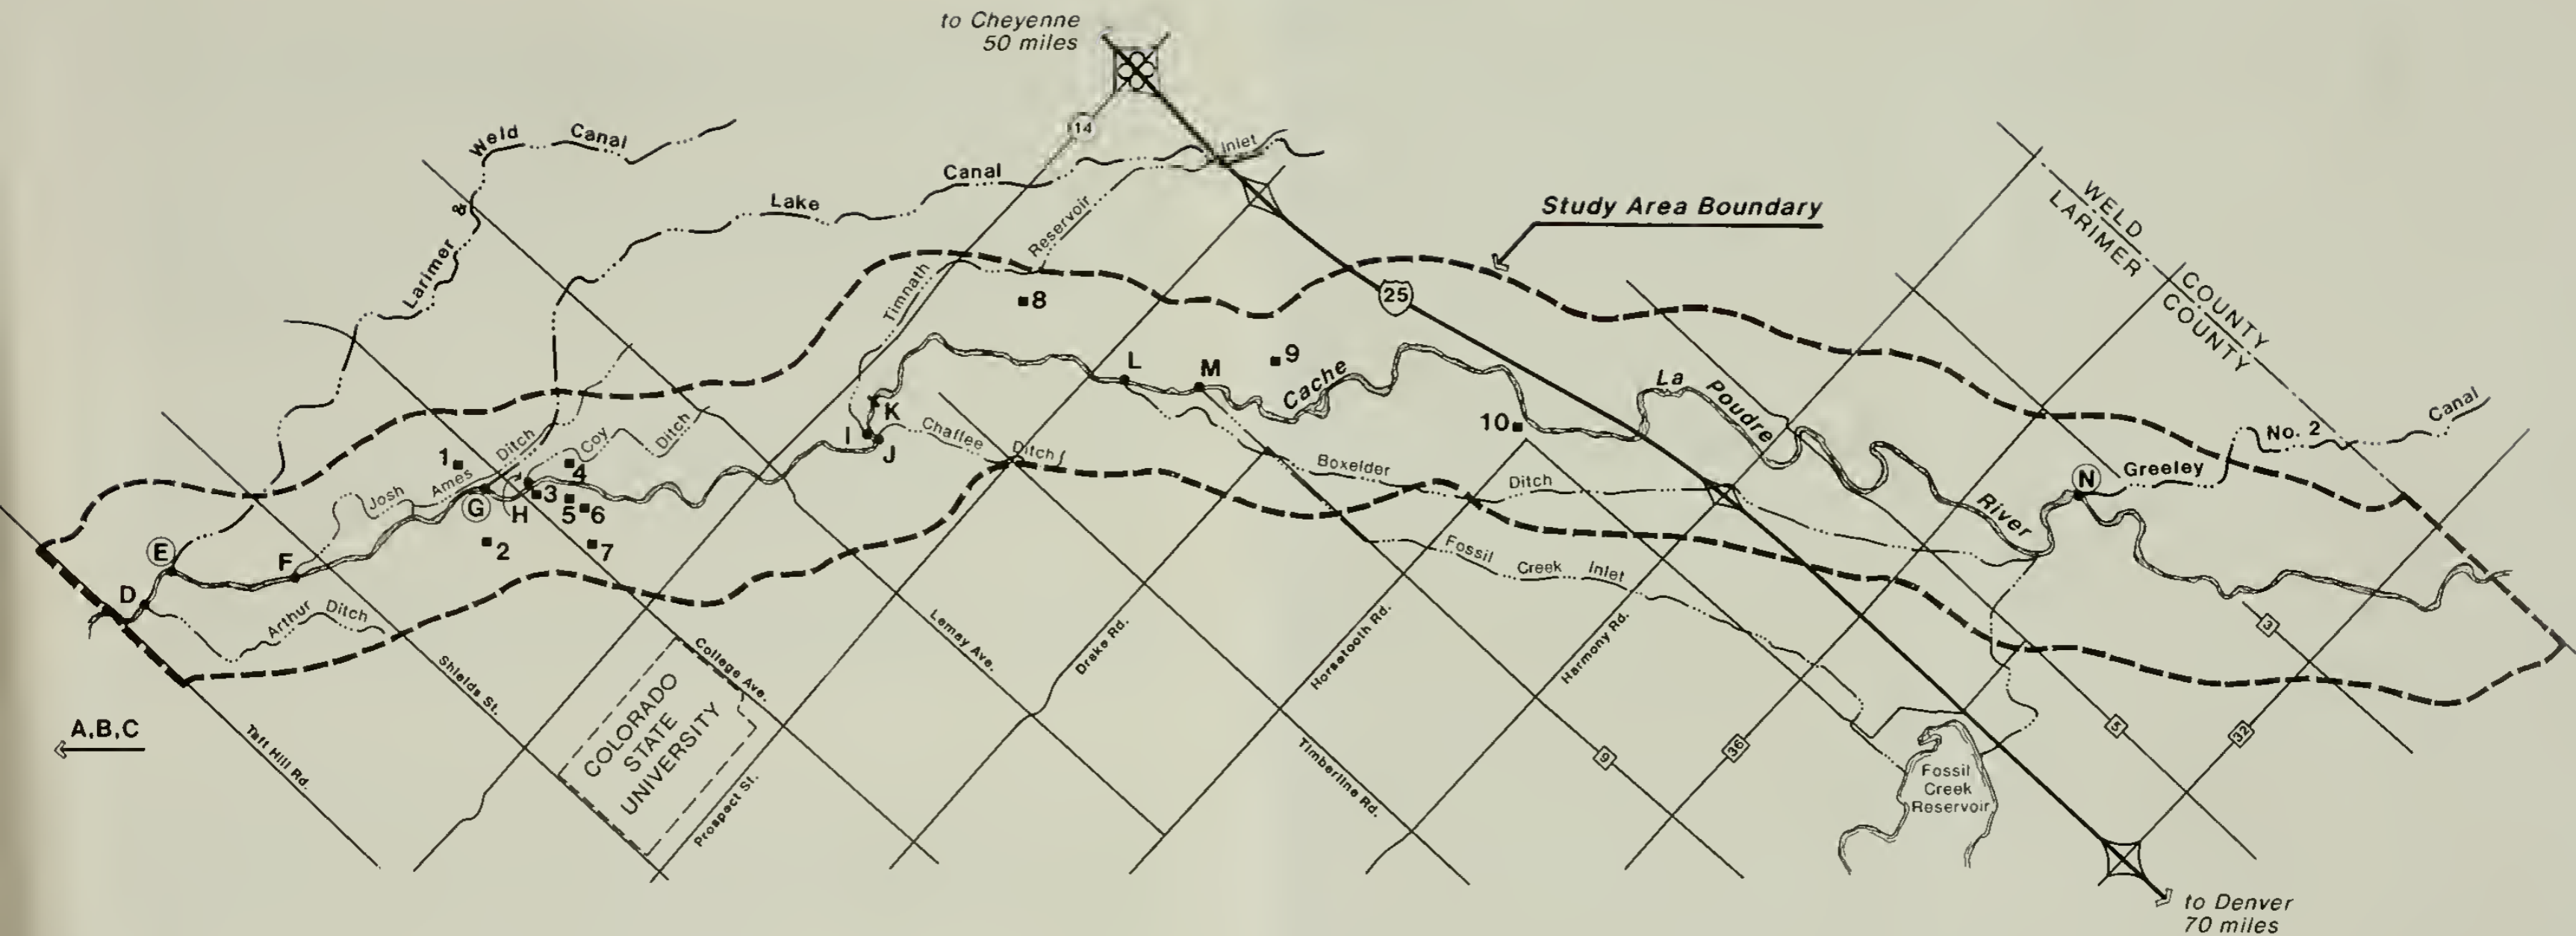 to Cheyenne
50 miles
14
Weld
Canal
&
Larimer
Lake
Canal
Inlet
Reservoir
Timnath
Study Area Boundary
WELD
LARIMER
COUNTY
COUNTY
25
8
9
10
L
M
Cache
La
Poudre
River
K
I
J
Chaffee
Ditch
Boxelder
Ditch
No. 2
Canal
Greeley
N
1
Josh
Ames
Ditch
Coy
Ditch
4
3
5
6
G
H
2
7
E
F
D
Arthur
Ditch
Fossil
Creek
Inlet
A,B,C
Taft Hill Rd.
Shields St.
College Ave.
COLORADO
STATE
UNIVERSITY
Prospect St.
Lemay Ave.
Drake Rd.
Timberline Rd.
Horsetooth Rd.
Harmony Rd.
9
36
5
32
3
Fossil
Creek
Reservoir
to Denver
70 miles